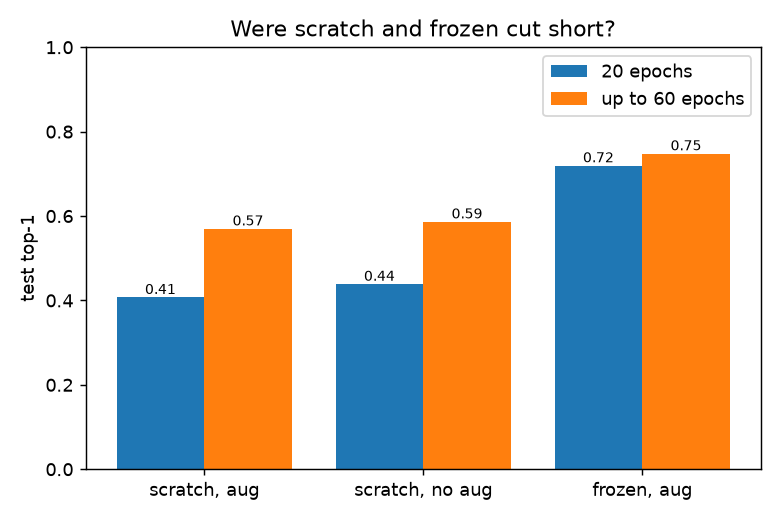 Were scratch and frozen cut short?
20 epochs
up to 60 epochs
test top-1
1.0
0.8
0.6
0.4
0.2
0.0
0.41
0.57
0.44
0.59
0.72
0.75
scratch, aug
scratch, no aug
frozen, aug